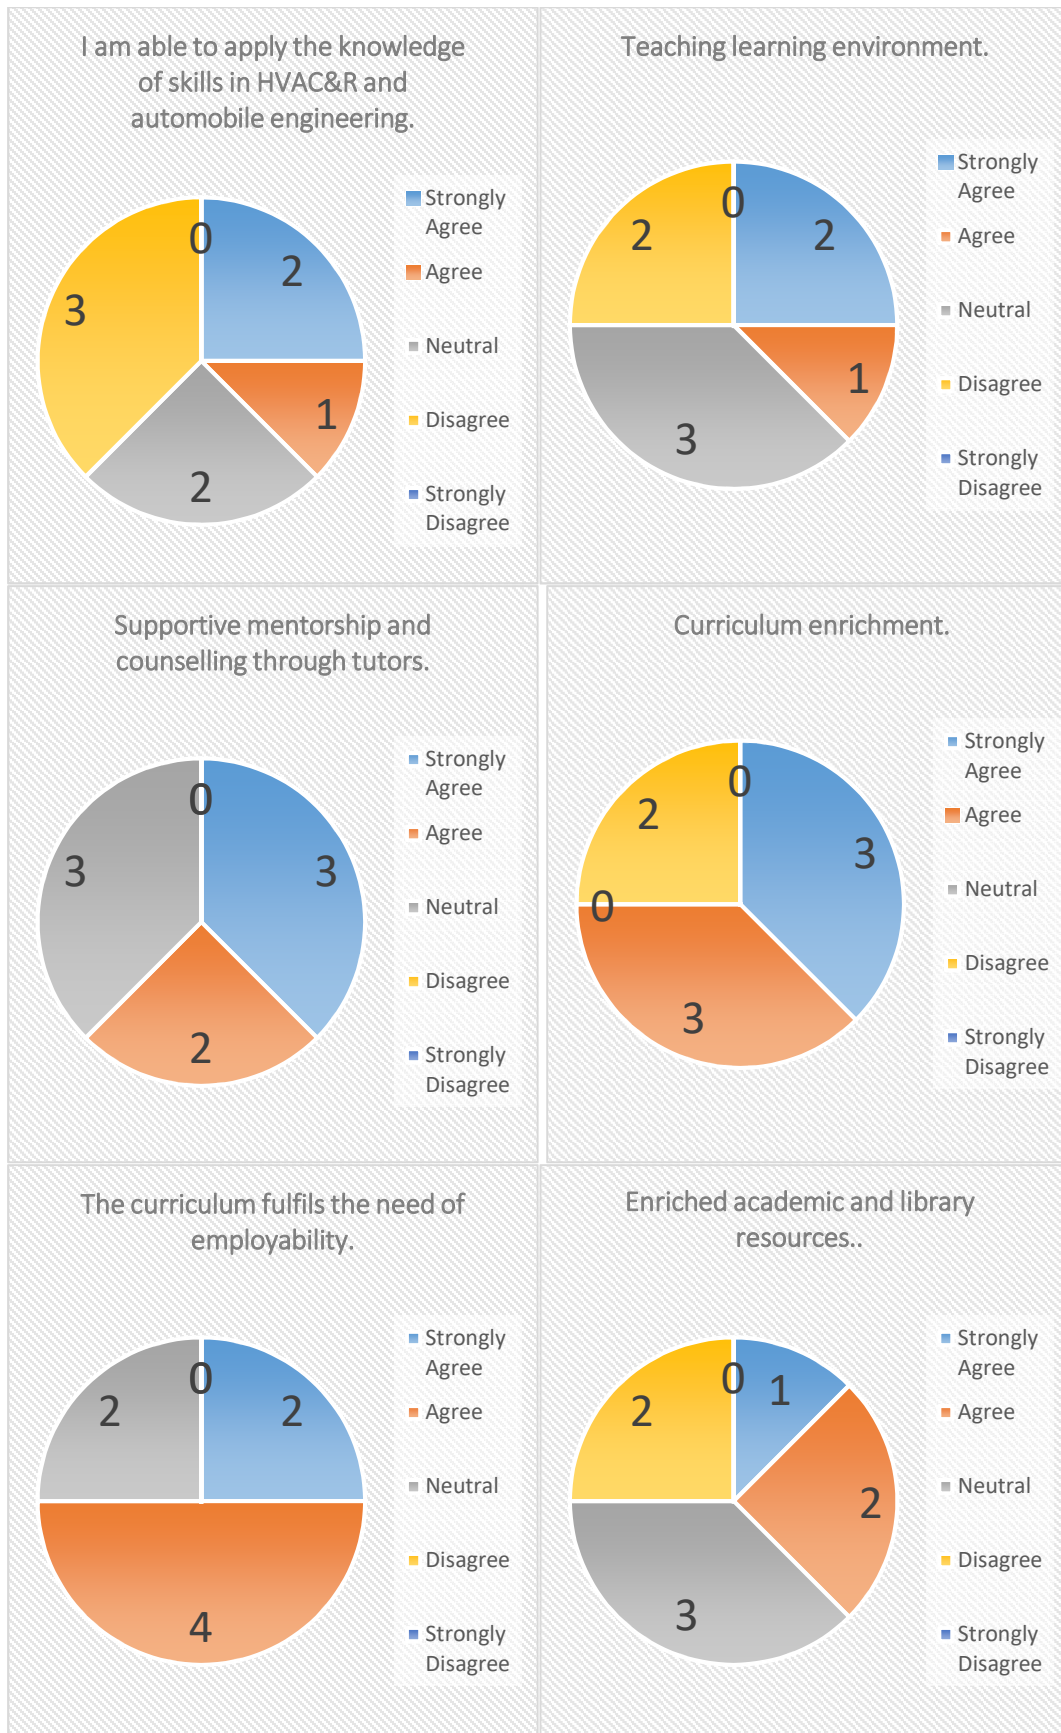 I am able to apply the knowledge
of skills in HVAC&R and
automobile engineering.
0
2
3
1
2
Strongly
Agree
Agree
Neutral
Disagree
Strongly
Disagree
Teaching learning environment.
0
2
2
1
3
Strongly
Agree
Agree
Neutral
Disagree
Strongly
Disagree
Supportive mentorship and
counselling through tutors.
0
3
3
2
Strongly
Agree
Agree
Neutral
Disagree
Strongly
Disagree
Curriculum enrichment.
0
2
3
0
3
Strongly
Agree
Agree
Neutral
Disagree
Strongly
Disagree
The curriculum fulfils the need of
employability.
0
2
2
4
Strongly
Agree
Agree
Neutral
Disagree
Strongly
Disagree
Enriched academic and library
resources..
0
1
2
2
3
Strongly
Agree
Agree
Neutral
Disagree
Strongly
Disagree